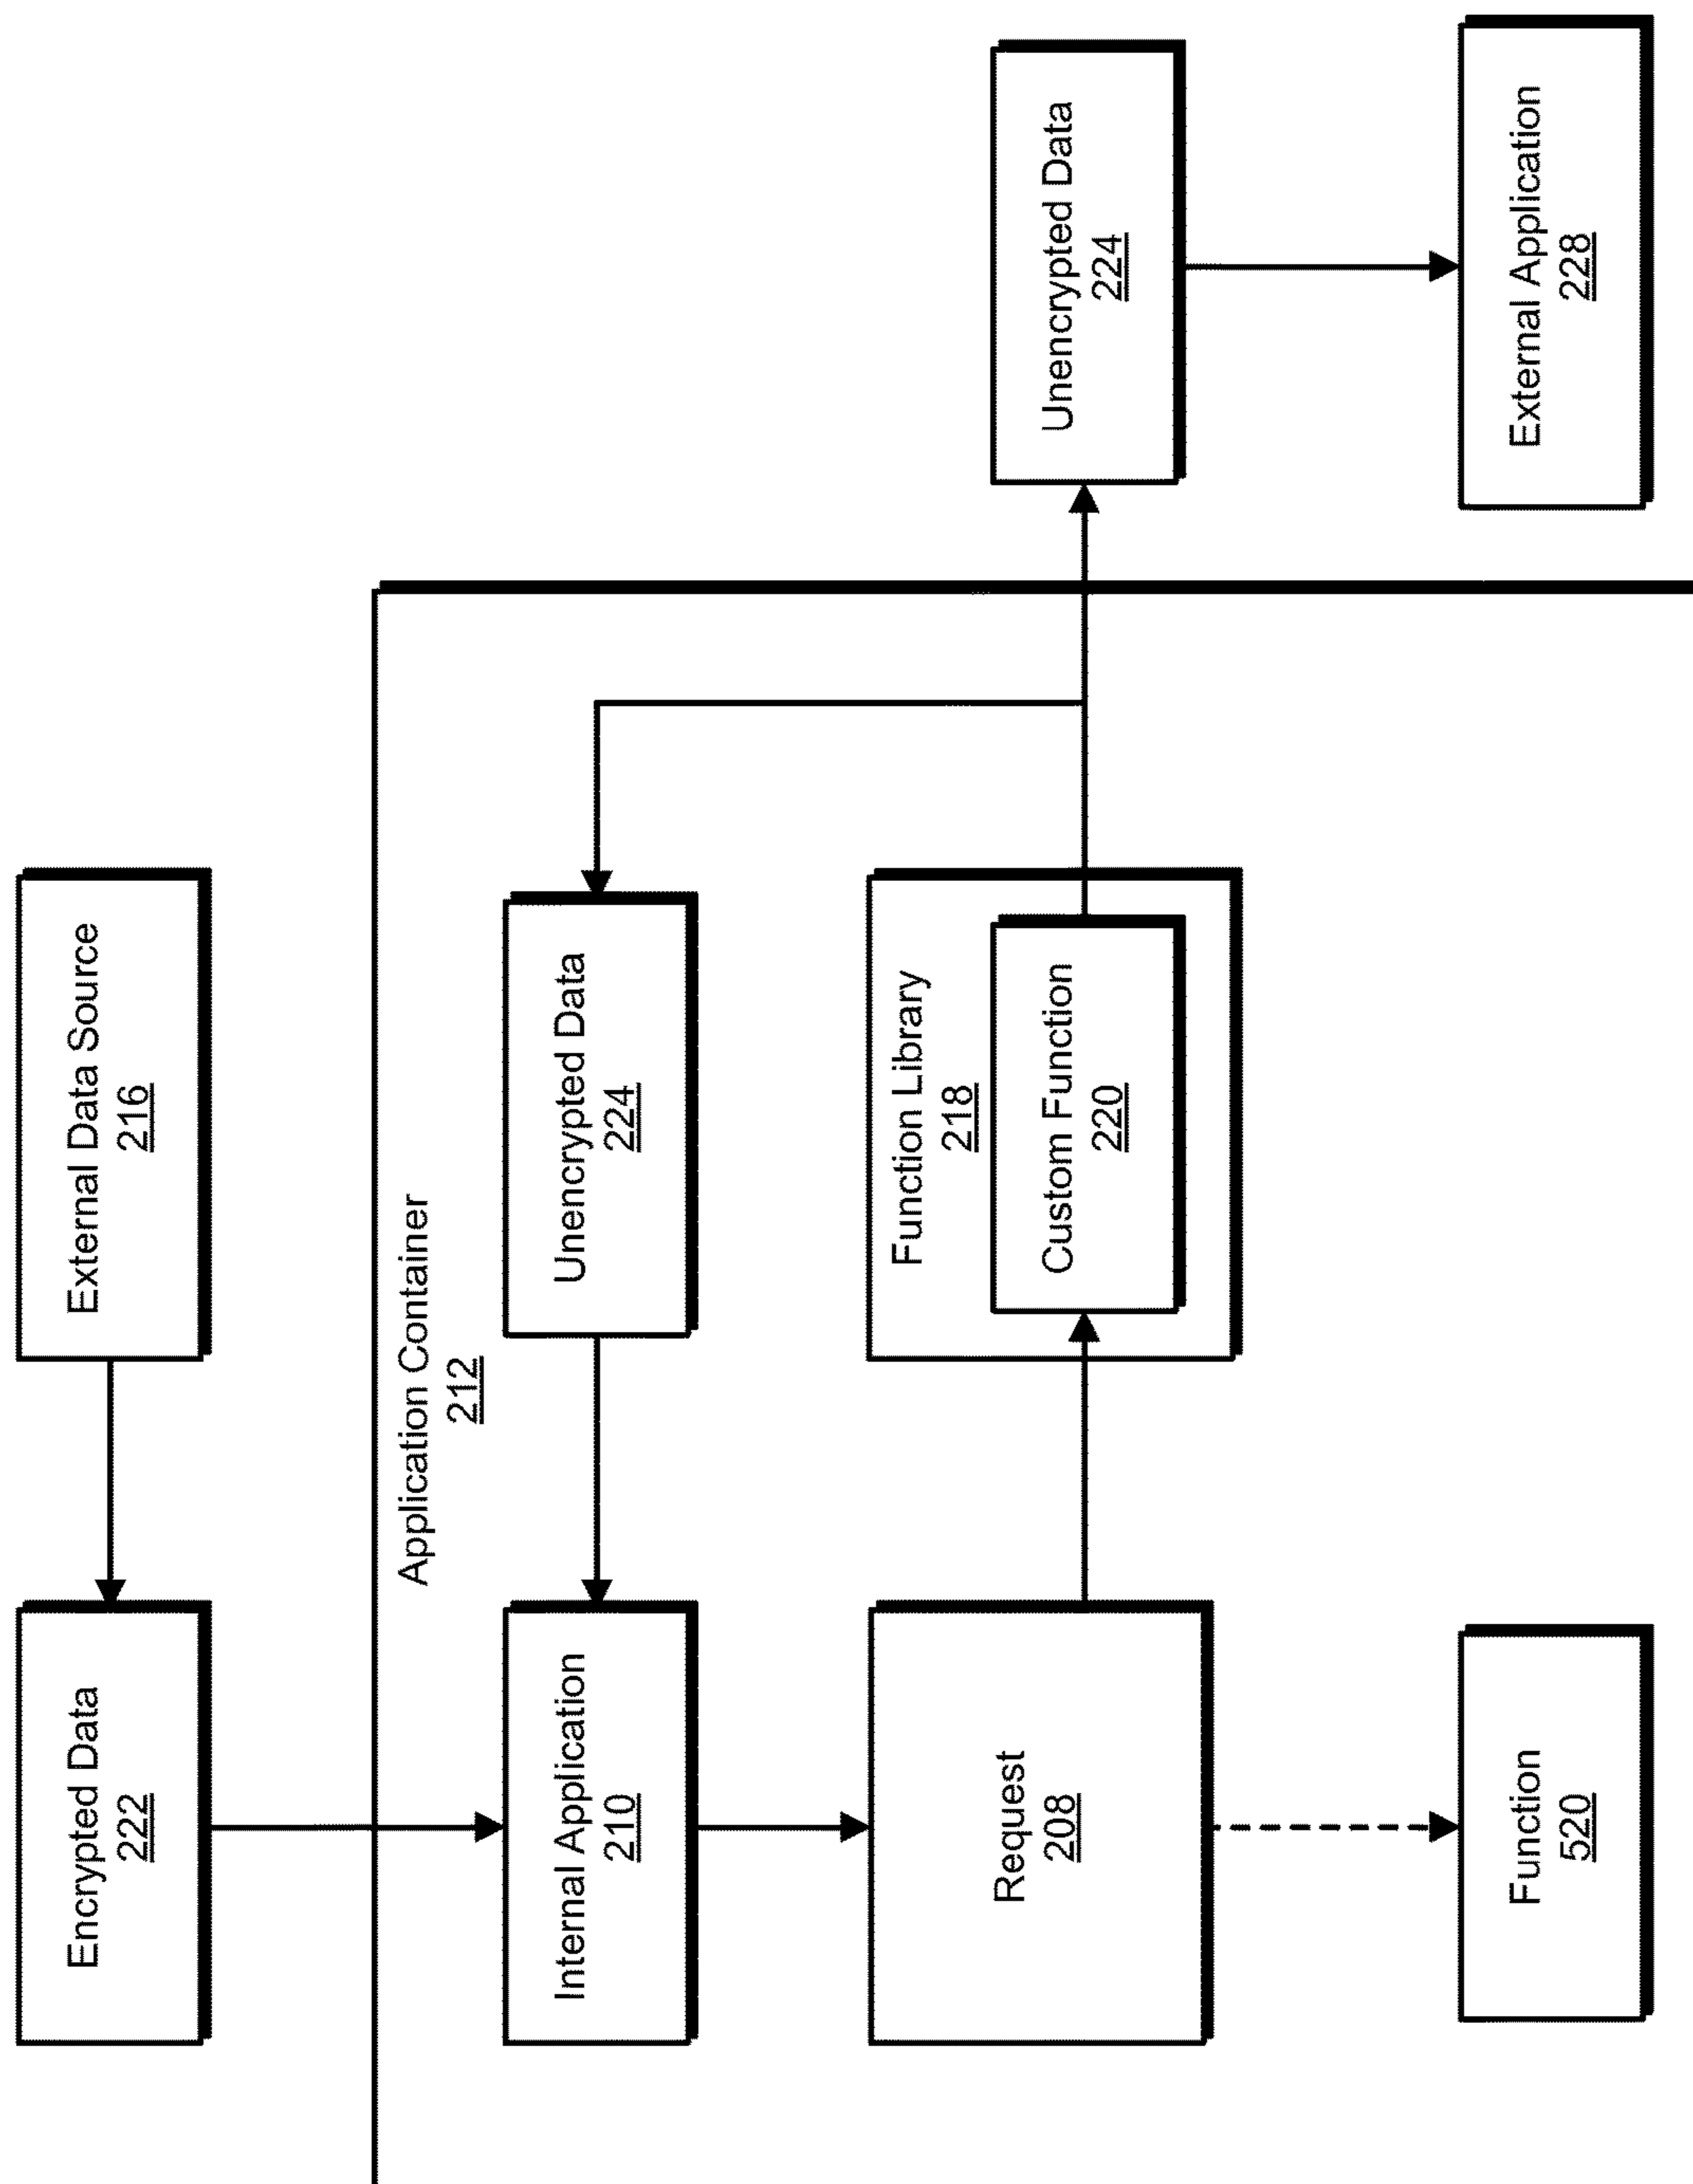 Encrypted Data
222
External Data Source
216
Application Container
212
Internal Application
210
Unencrypted Data
224
Request
208
Function Library
218
Custom Function
220
Unencrypted Data
224
Function
520
External Application
228